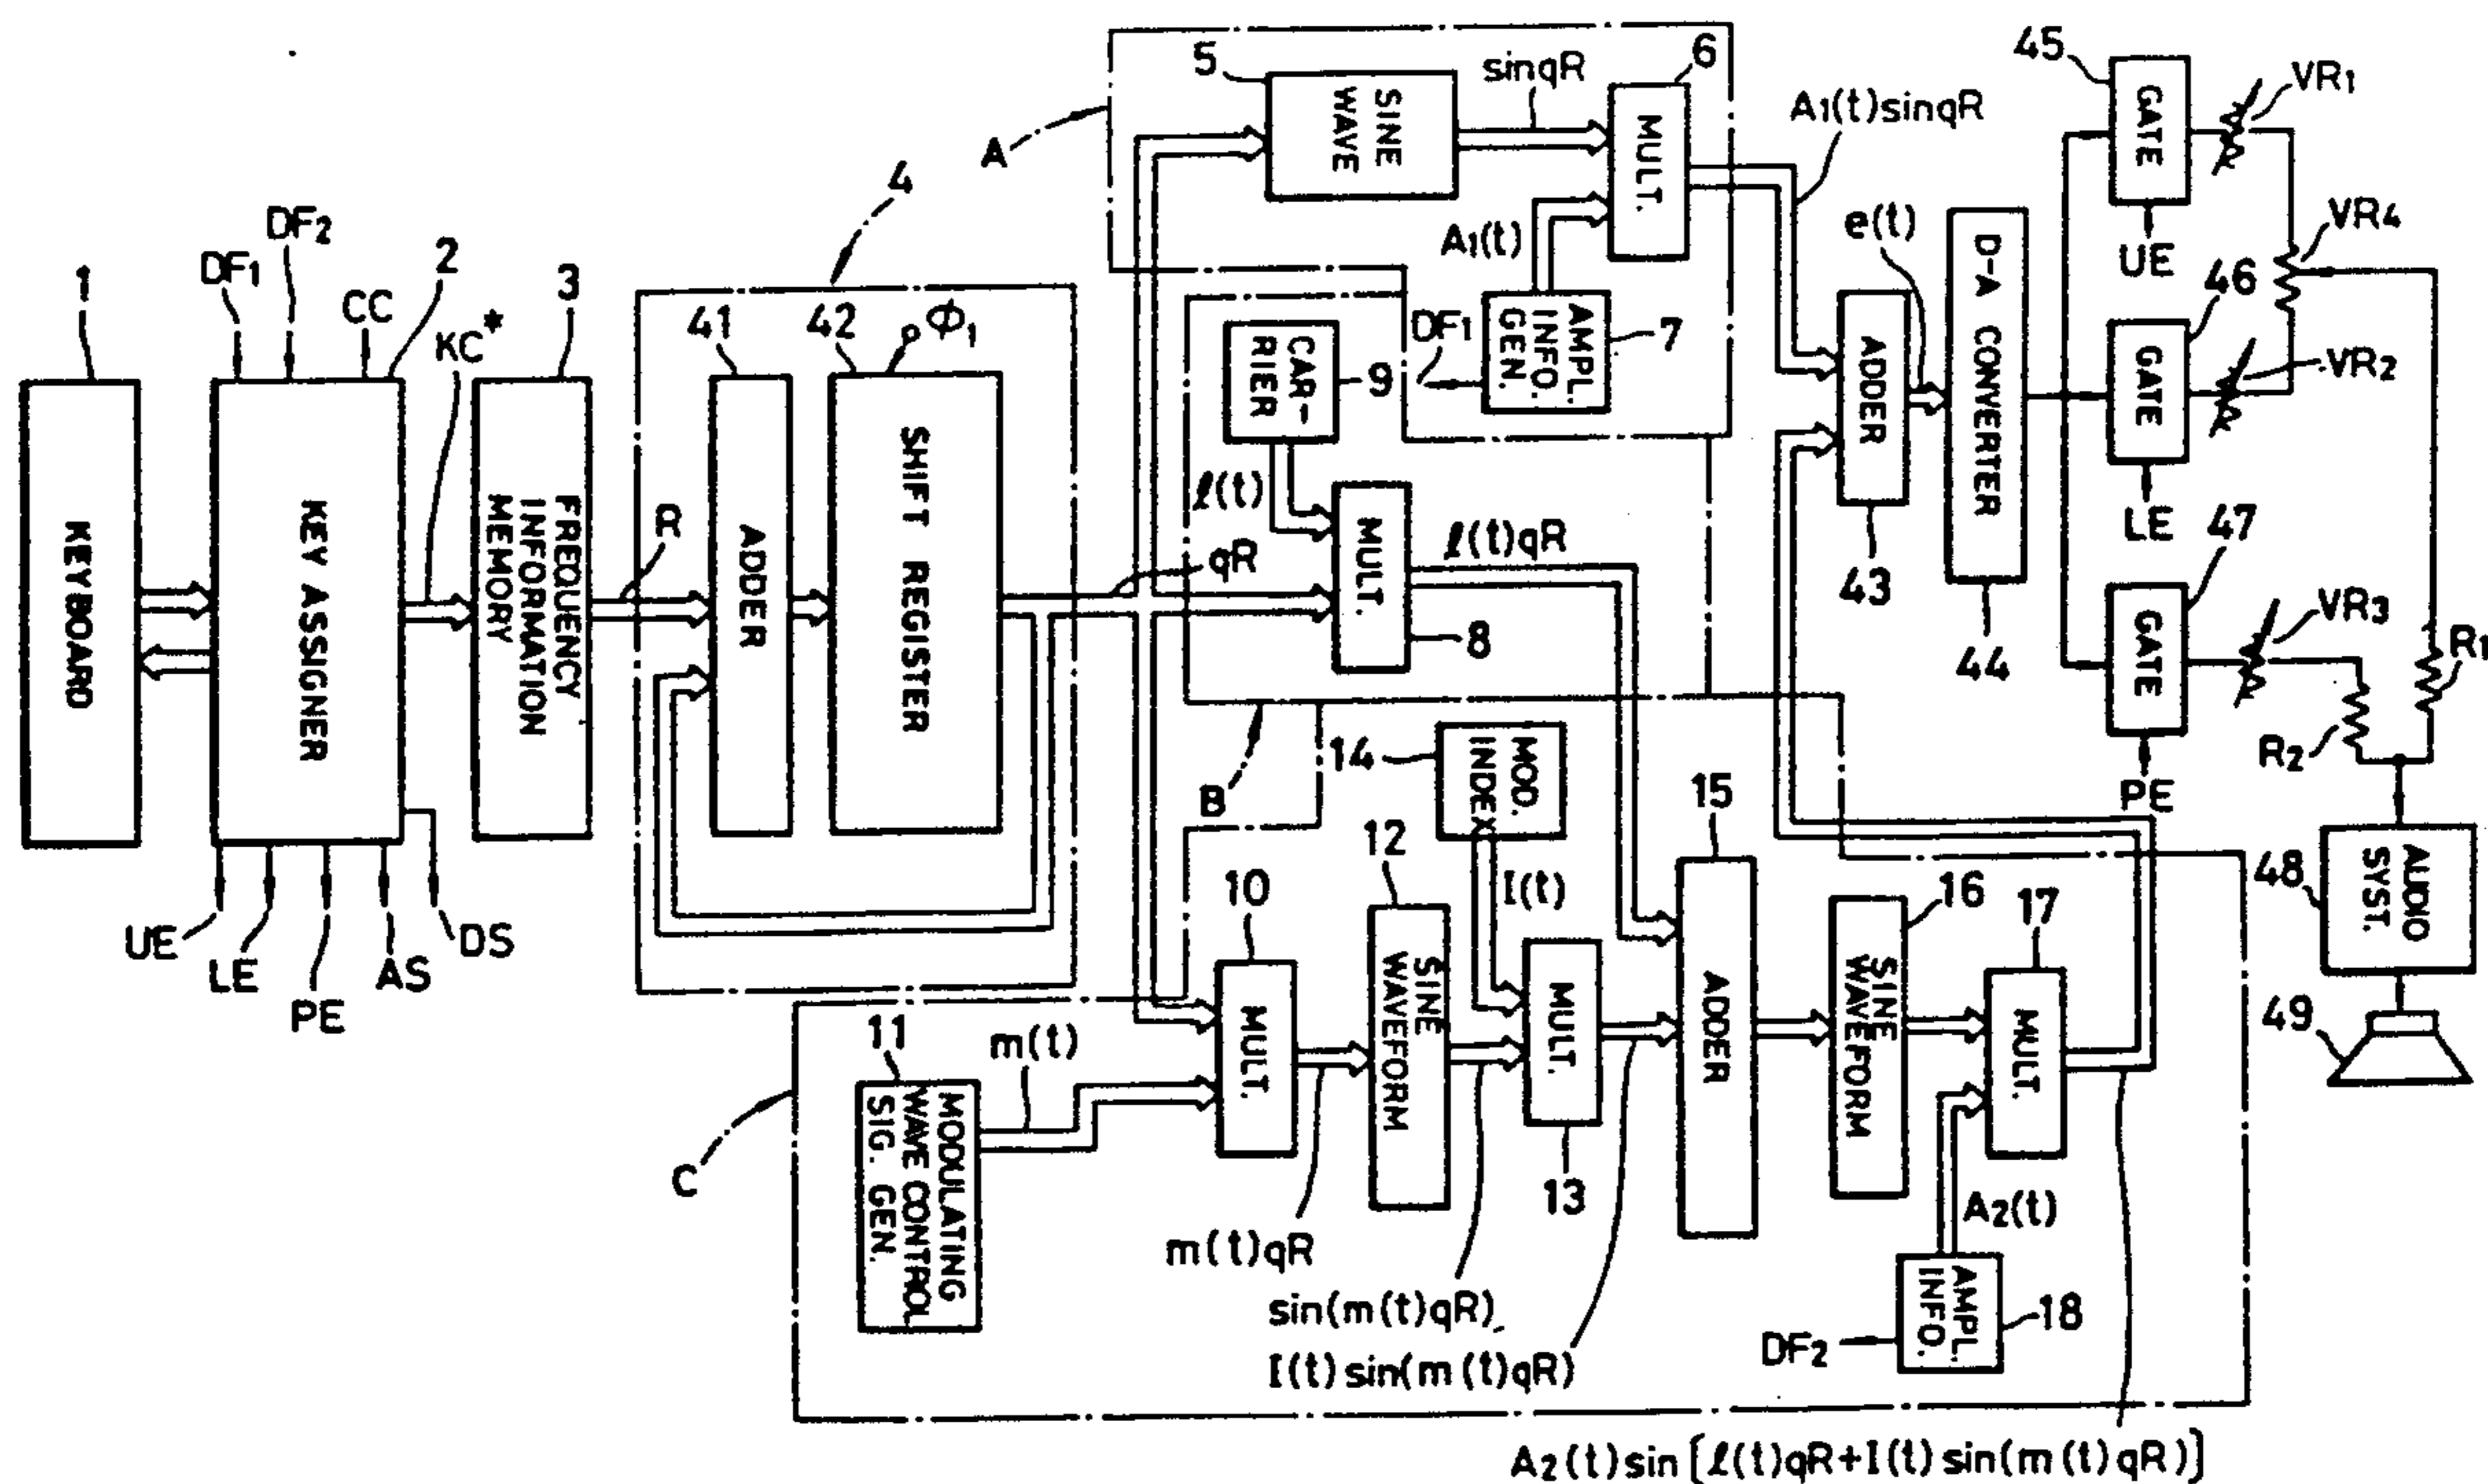 1
KEYBOARD
DF1
DF2
CC
2
KEY ASSIGNER
KC*
UE
LE
PE
AS
DS
3
FREQUENCY
INFORMATION
MEMORY
R
4
41
ADDER
42
Φ1
SHIFT REGISTER
qR
A
5
SINE
WAVE
sinqR
6
MULT.
A1(t)
AMPL.
INFO.
GEN.
7
DF1
A1(t)sinqR
CAR-
RIER
9
ℓ(t)
MULT.
8
ℓ(t)qR
B
C
11
MODULATING
WAVE CONTROL
SIG. GEN.
m(t)
10
MULT.
m(t)qR
12
SINE
WAVEFORM
sin(m(t)qR)
14
MOD.
INDEX
I(t)
MULT.
13
I(t)sin(m(t)qR)
15
ADDER
16
SINE
WAVEFORM
17
MULT.
A2(t)
AMPL.
INFO.
18
DF2
A2(t)sin[ℓ(t)qR+I(t)sin(m(t)qR)]
ADDER
43
e(t)
D-A CONVERTER
44
45
GATE
UE
VR1
46
GATE
LE
VR2
VR4
47
GATE
PE
VR3
R1
R2
48
AUDIO
SYST.
49